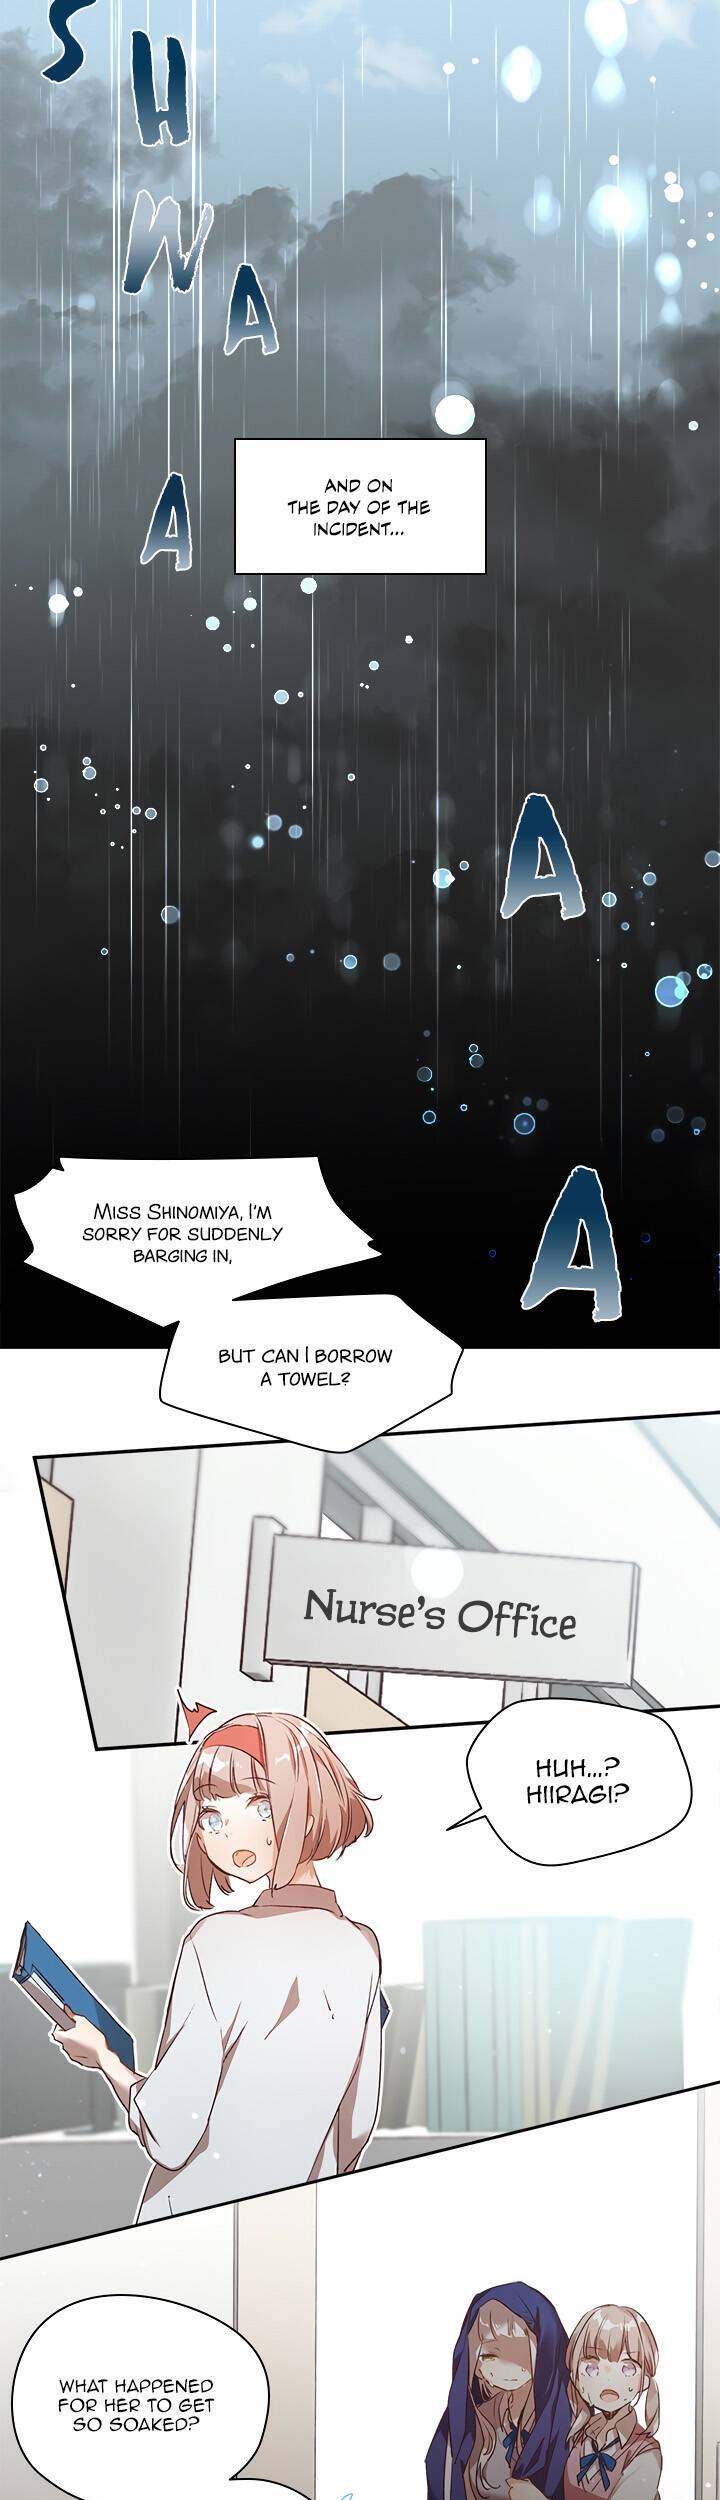 SHWAAAA
AND ON
THE DAY OF THE
INCIDENT...
MISS SHINOMIYA, I'M
SORRY FOR SUDDENLY
BARGING IN,
BUT CAN I BORROW
A TOWEL?
Nurse's Office
HUH...?
HIIRAGI?
WHAT HAPPENED
FOR HER TO GET
SO SOAKED?